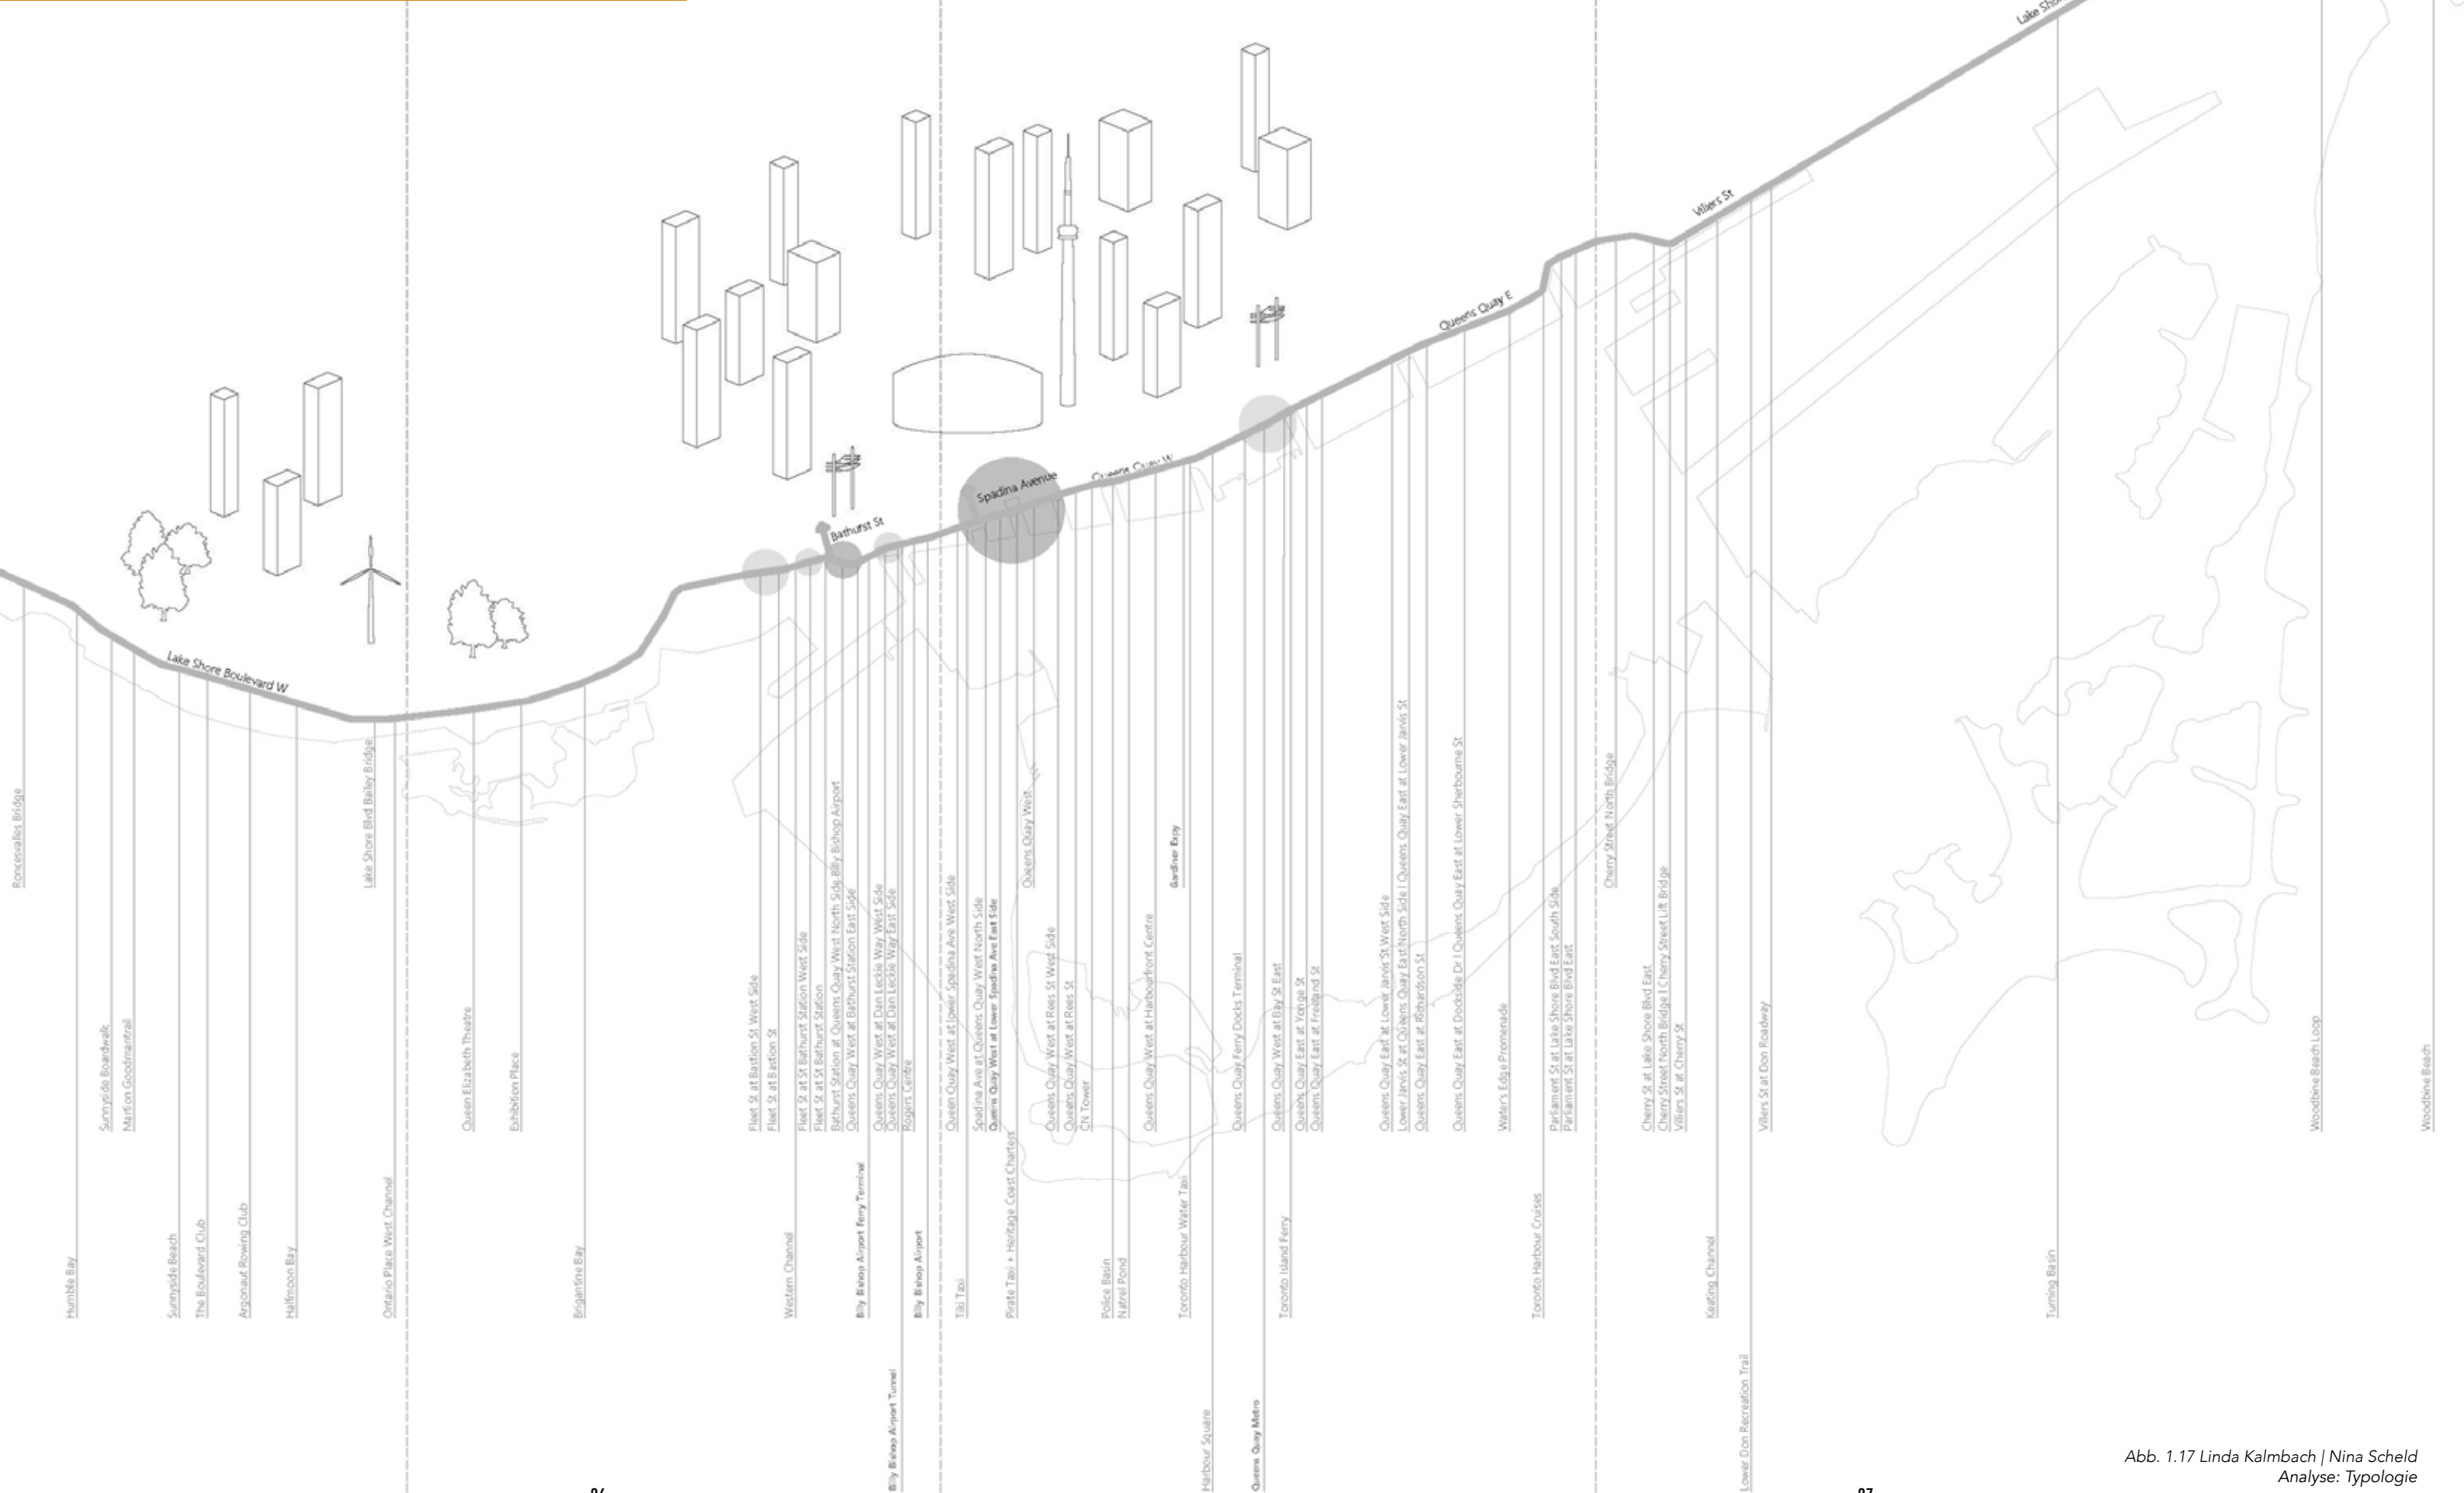 Lake Sho
Villiers St
Queens Quay E
Queens Quay W
Spadina Avenue
Bathurst St
Lake Shore Boulevard W
Roncesvalles Bridge
Humble Bay
Sunnyside Boardwalk
Martion Goodmantrail
Sunnyside Beach
The Boulevard Club
Argonaut Rowing Club
Halfmoon Bay
Lake Shore Blvd Bailey Bridge
Ontario Place West Channel
Queen Elizabeth Theatre
Exhibition Place
Brigantine Bay
Fleet St at Bastion St West Side
Fleet St at Bastion St
Western Channel
Fleet St at St Bathurst Station West Side
Fleet St at St Bathurst Station
Bathurst Station at Queens Quay West North Side Billy Bishop Airport
Queens Quay West at Bathurst Station East Side
Billy Bishop Airport Ferry Terminal
Queens Quay West at Dan Leckie Way West Side
Queens Quay West at Dan Leckie Way East Side
Billy Bishop Airport Tunnel
Rogers Centre
Billy Bishop Airport
Queen Quay West at lower Spadina Ave West Side
Tiki Taxi
Spadina Ave at Queens Quay West North Side
Queens Quay West at Lower Spadina Ave East Side
Pirate Taxi + Heritage Coast Charters
Queens Quay West
Queens Quay West at Rees St West Side
Queens Quay West at Rees St
CN Tower
Police Basin
Natrel Pond
Queens Quay West at Harbourfront Centre
Gardiner Expy
Toronto Harbour Water Taxi
Harbour Square
Queens Quay Ferry Docks Terminal
Queens Quay Metro
Queens Quay West at Bay St East
Toronto Island Ferry
Queens Quay East at Yonge St
Queens Quay East at Freeland St
Queens Quay East at Lower Jarvis St West Side
Lower Jarvis St at Queens Quay East North Side | Queens Quay East at Lower Jarvis St
Queens Quay East at Richardson St
Queens Quay East at Dockside Dr | Queens Quay East at Lower Sherbourne St
Water's Edge Promenade
Toronto Harbour Cruises
Parliament St at Lake Shore Blvd East South Side
Parliament St at Lake Shore Blvd East
Cherry Street North Bridge
Cherry St at Lake Shore Blvd East
Cherry Street North Bridge | Cherry Street Lift Bridge
Villiers St at Cherry St
Keating Channel
Lower Don Recreation Trail
Villers St at Don Roadway
Turning Basin
Woodbine Beach Loop
Woodbine Beach
Abb. 1.17 Linda Kalmbach | Nina Scheld
Analyse: Typologie